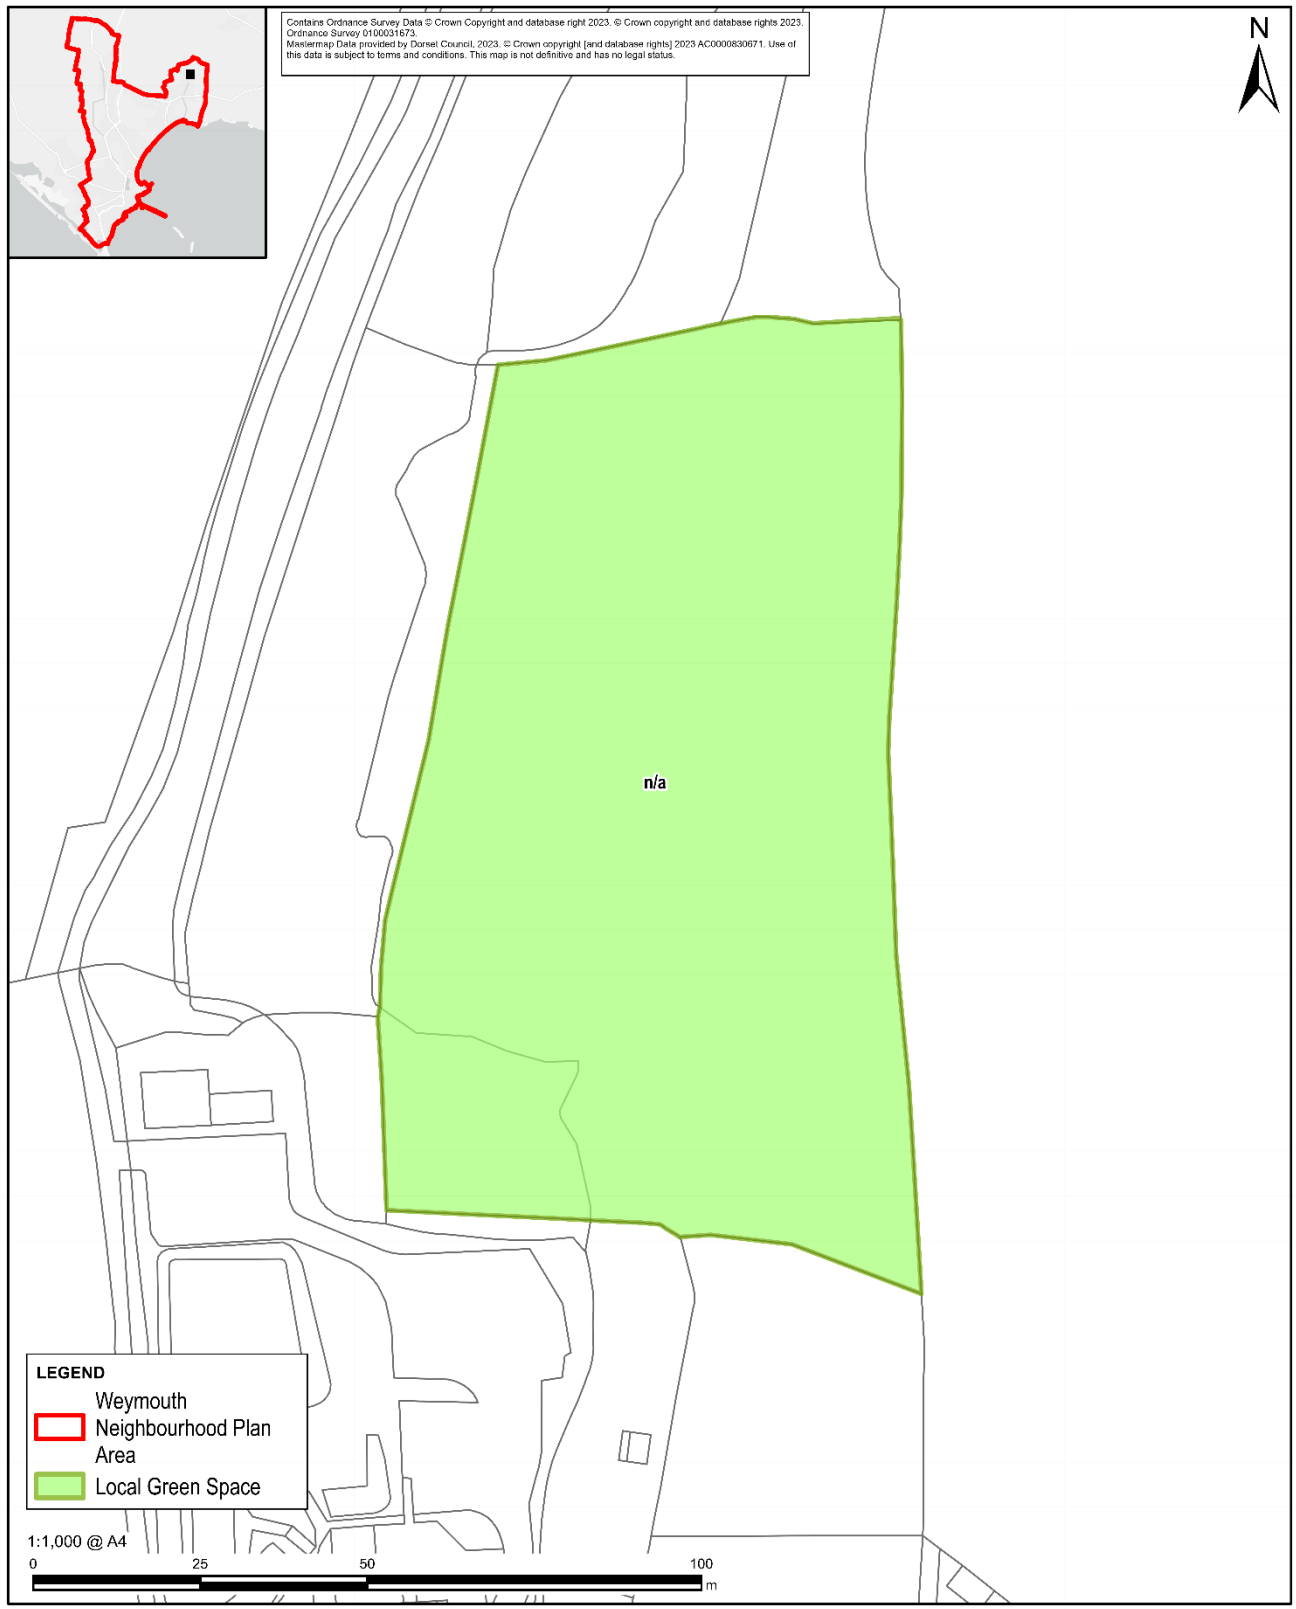 Contains Ordnance Survey Data © Crown Copyright and database right 2023. © Crown copyright and database rights 2023.
Ordnance Survey 0100031673.
Mastermap Data provided by Dorset Council, 2023. © Crown copyright [and database rights] 2023 AC0000830671. Use of
this data is subject to terms and conditions. This map is not definitive and has no legal status.
N
n/a
LEGEND
Weymouth
Neighbourhood Plan
Area
Local Green Space
1:1,000 @ A4
0 25 50 100
m